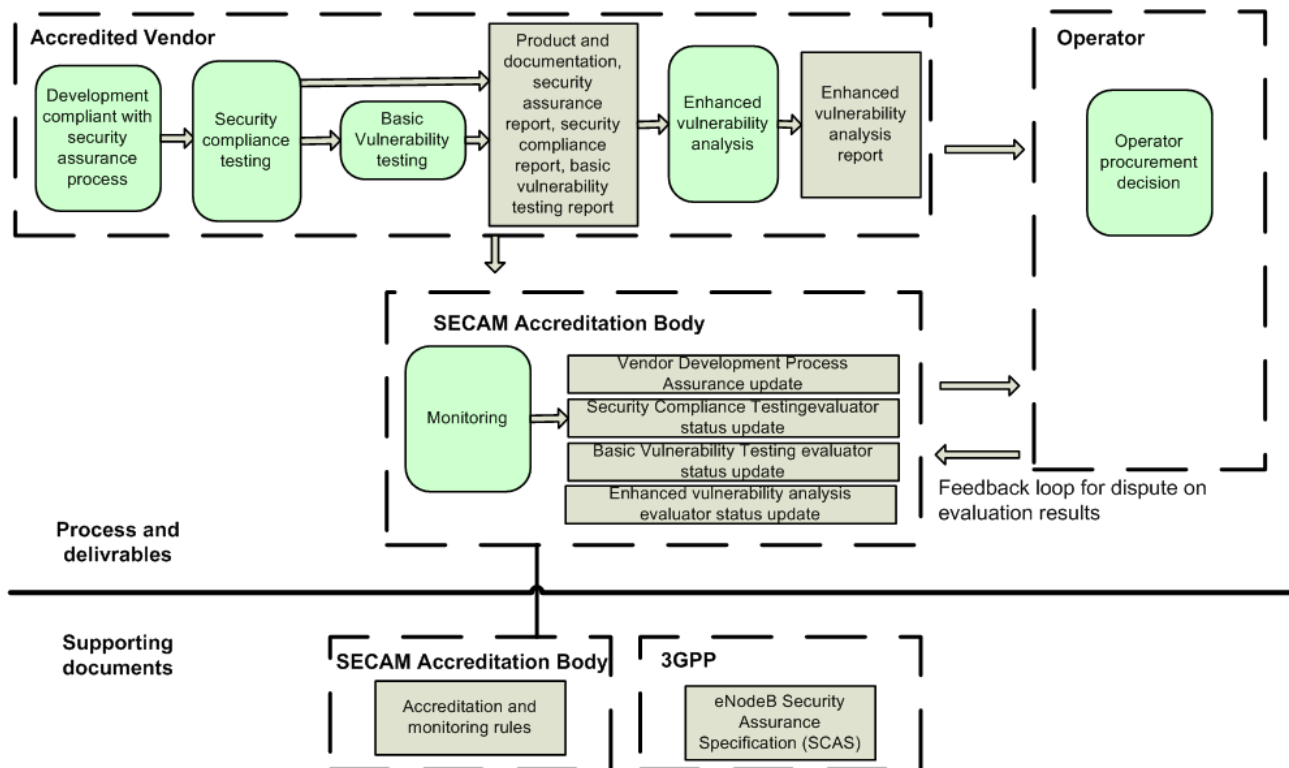 Accredited Vendor
Development
compliant with
security
assurance
process
Security
compliance
testing
Basic
Vulnerability
testing
Product and
documentation,
security
assurance
report, security
compliance
report, basic
vulnerability
testing report
Enhanced
vulnerability
analysis
Enhanced
vulnerability
analysis
report
Operator
Operator
procurement
decision
SECAM Accreditation Body
Monitoring
Vendor Development Process
Assurance update
Security Compliance Testingevaluator
status update
Basic Vulnerability Testing evaluator
status update
Enhanced vulnerability analysis
evaluator status update
Feedback loop for dispute on
evaluation results
Process and
delivrables
Supporting
documents
SECAM Accreditation Body
Accreditation and
monitoring rules
3GPP
eNodeB Security
Assurance
Specification (SCAS)